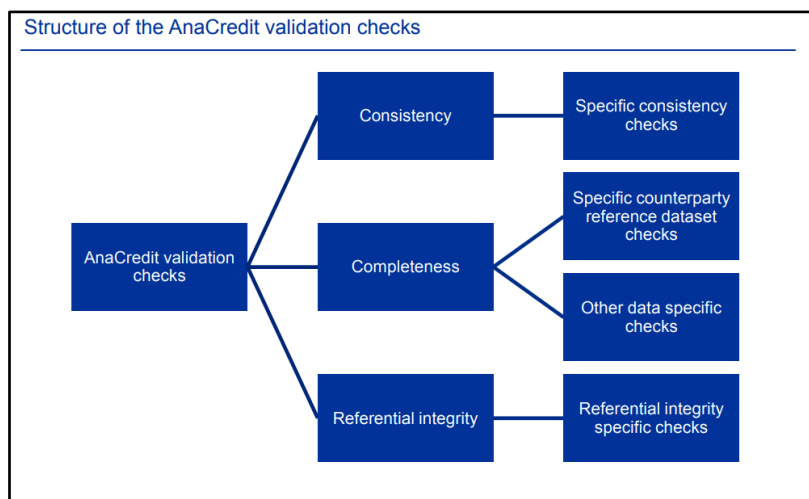 Structure of the AnaCredit validation checks
Consistency
Specific consistency
checks
Specific counterparty
reference dataset
checks
AnaCredit validation
checks
Completeness
Other data specific
checks
Referential integrity
Referential integrity
specific checks